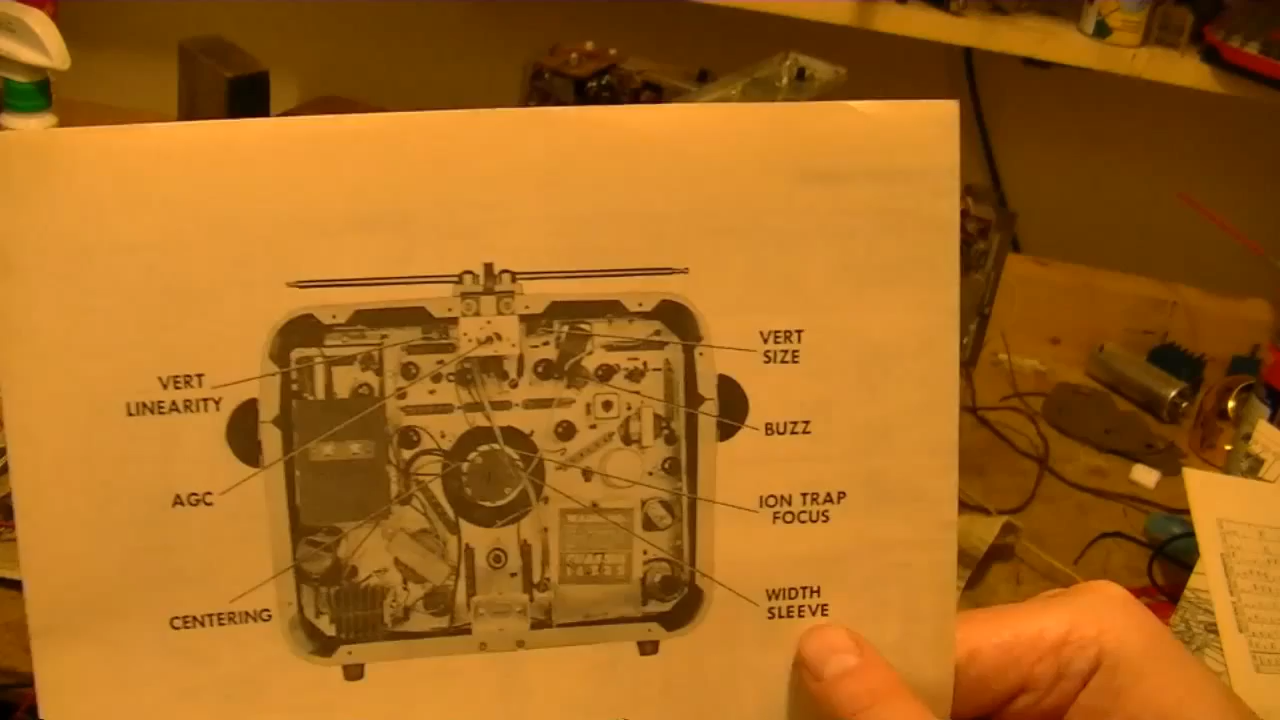 VERT
LINEARITY
AGC
CENTERING
VERT
SIZE
BUZZ
ION TRAP
FOCUS
WIDTH
SLEEVE